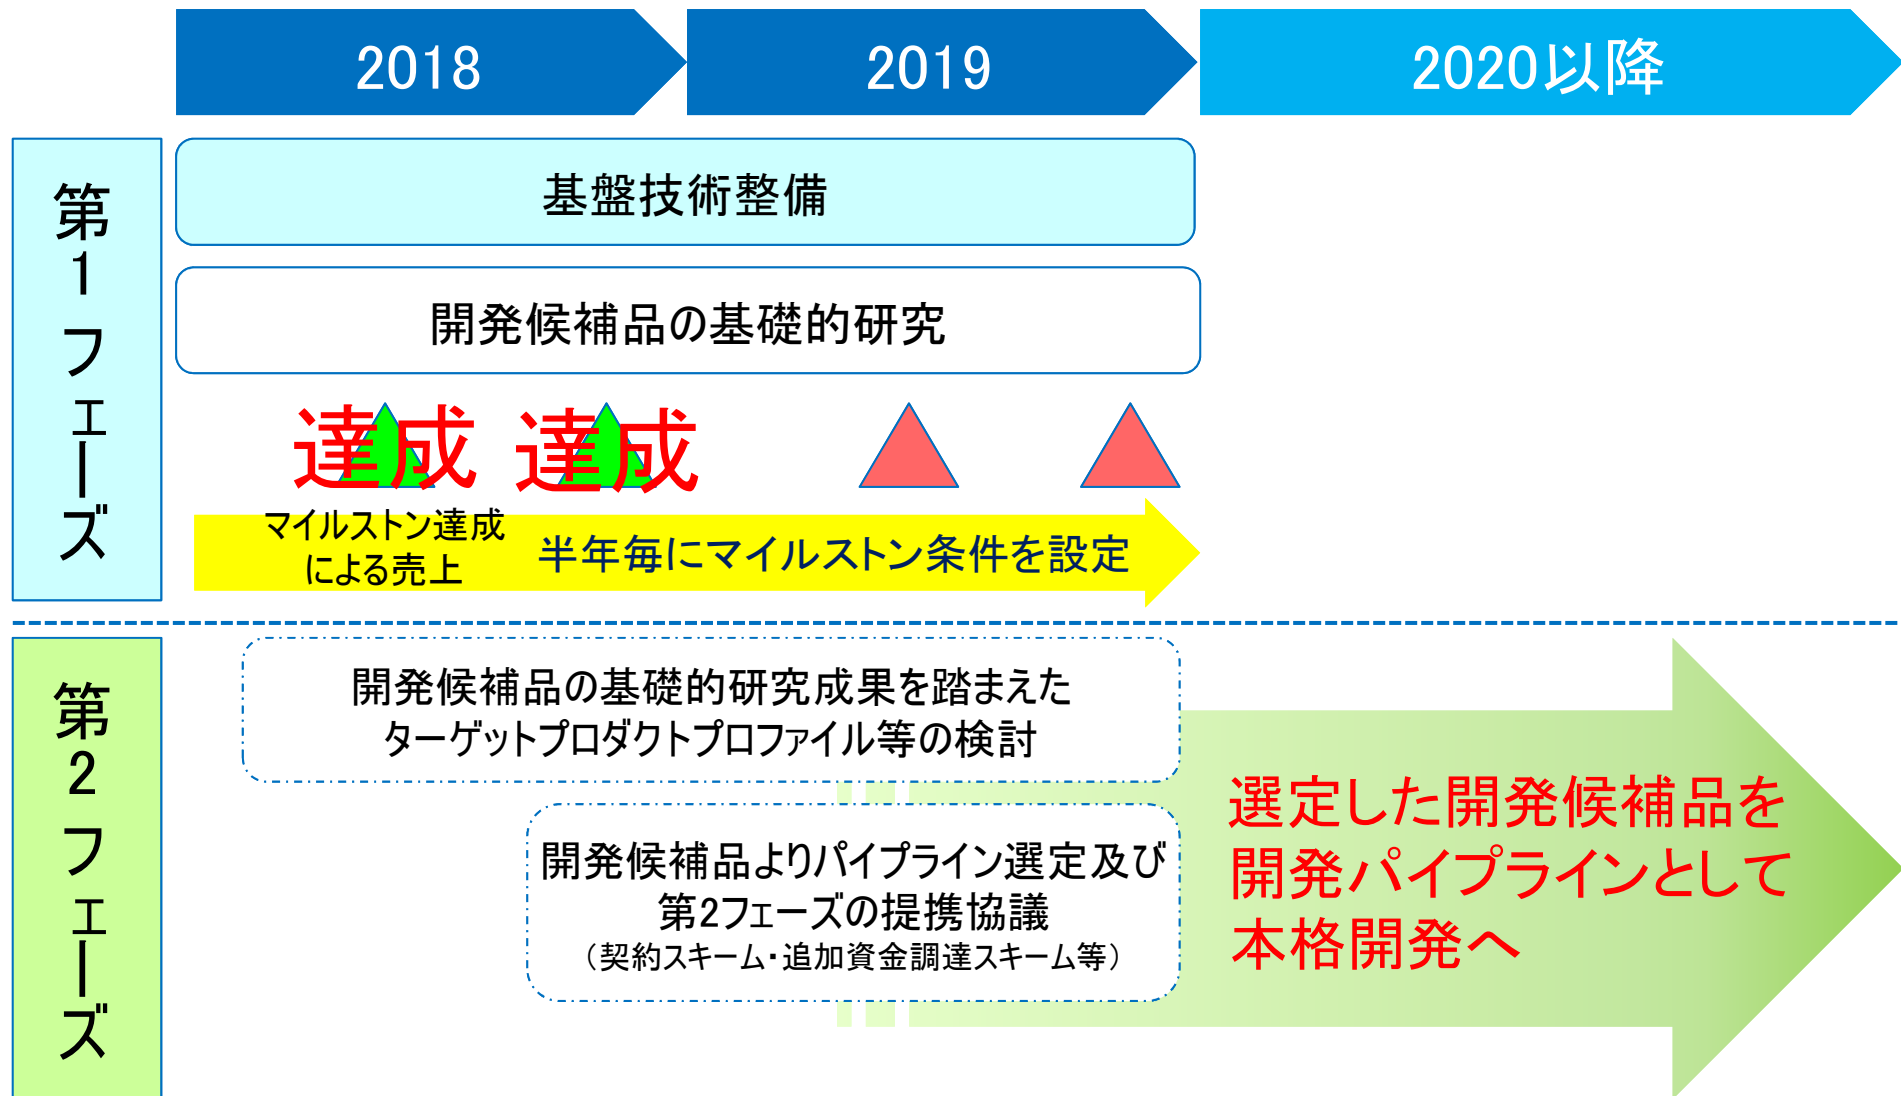 2018
2019
2020以降
第1フェーズ
基盤技術整備
開発候補品の基礎的研究
達成
達成
マイルストン達成
による売上
半年毎にマイルストン条件を設定
第2フェーズ
開発候補品の基礎的研究成果を踏まえた
ターゲットプロダクトプロファイル等の検討
開発候補品よりパイプライン選定及び
第2フェーズの提携協議
（契約スキーム・追加資金調達スキーム等）
選定した開発候補品を
開発パイプラインとして
本格開発へ